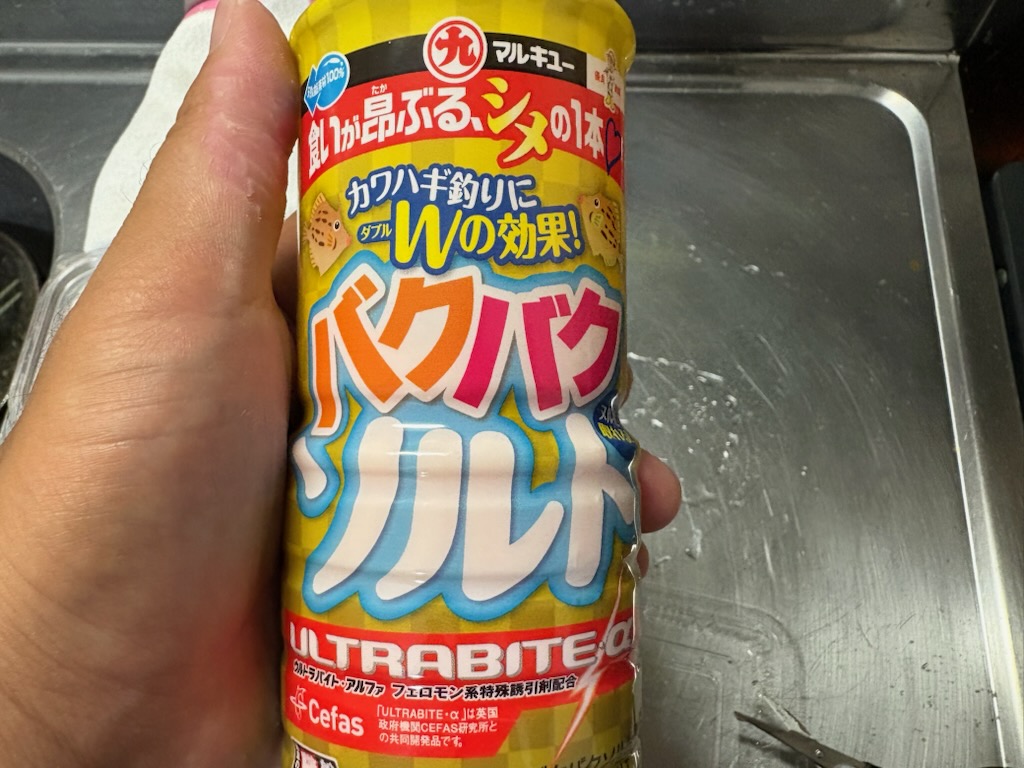 九 マルキュー
100%
食いが昂ぶる、シメの1本
たか
カワハギ釣りに
ダブル
Wの効果!
バクバク
ソルト
ULTRABITE・α
ウルトラバイト・アルファ フェロモン系特殊誘引剤配合
Cefas
「ULTRABITE・α」は英国
政府機関CEFAS研究所と
の共同開発品です。